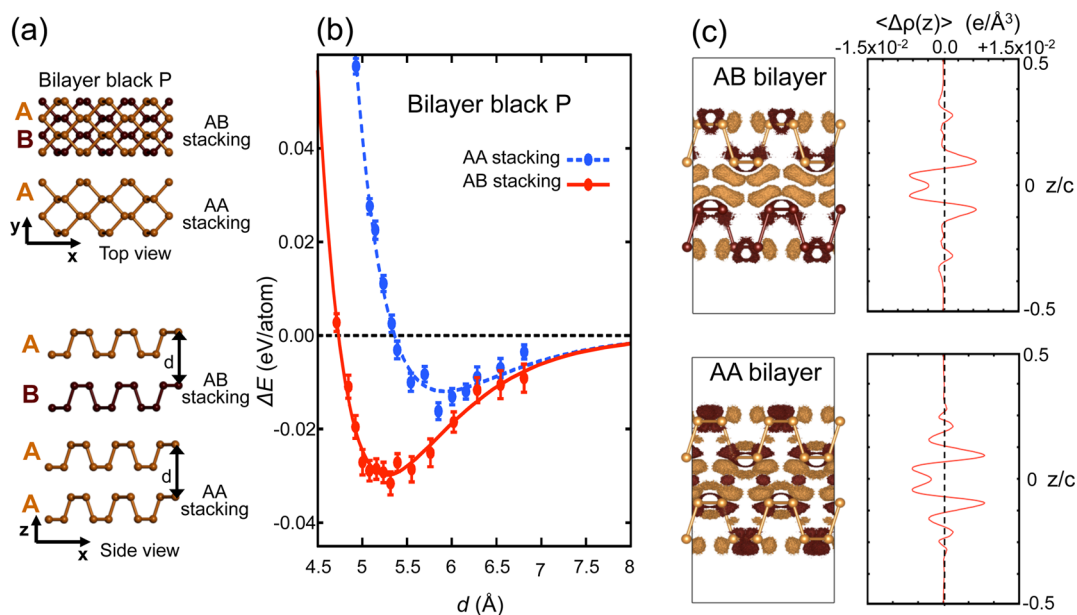 (a)
Bilayer black P
A
B
AB
stacking
A
AA
stacking
y
x
Top view
A
d
B
AB
stacking
A
d
A
AA
stacking
z
x
Side view
(b)
Bilayer black P
AA stacking
AB stacking
0.04
0.02
0.00
-0.02
-0.04
ΔE (eV/atom)
4.5 5 5.5 6 6.5 7 7.5 8
d (Å)
(c)
<Δρ(z)> (e/Å³)
-1.5x10⁻² 0.0 +1.5x10⁻²
AB bilayer
0.5
0 z/c
-0.5
AA bilayer
0.5
0 z/c
-0.5